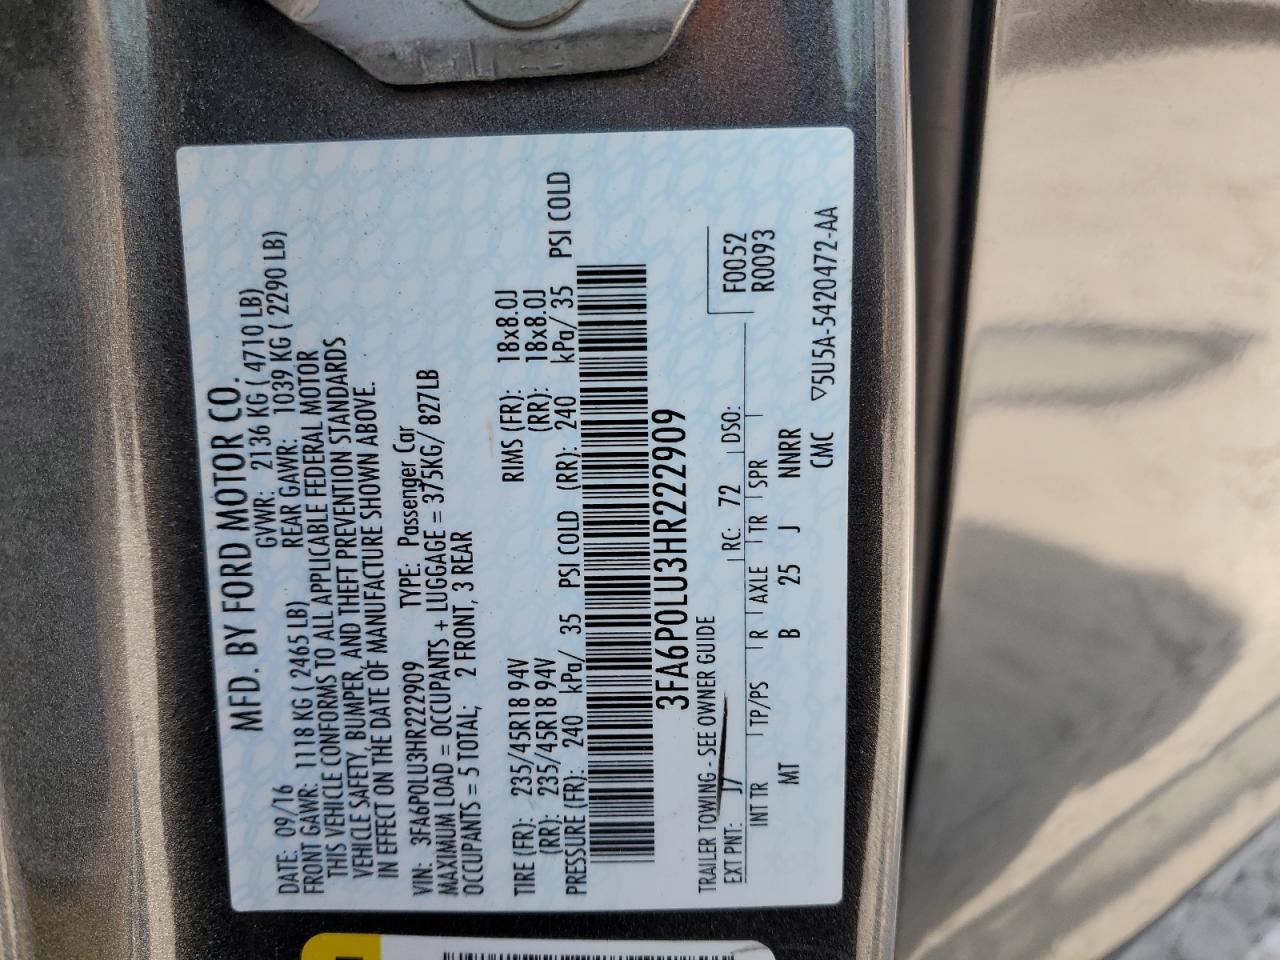 MFD. BY FORD MOTOR CO.
DATE: 09/16 GVWR: 2136 KG ( 4710 LB)
FRONT GAWR: 1118 KG ( 2465 LB) REAR GAWR: 1039 KG ( 2290 LB)
THIS VEHICLE CONFORMS TO ALL APPLICABLE FEDERAL MOTOR
VEHICLE SAFETY, BUMPER, AND THEFT PREVENTION STANDARDS
IN EFFECT ON THE DATE OF MANUFACTURE SHOWN ABOVE.
VIN: 3FA6P0LU3HR222909 TYPE: Passenger Car
MAXIMUM LOAD = OCCUPANTS + LUGGAGE = 375KG/ 827LB
OCCUPANTS = 5 TOTAL; 2 FRONT, 3 REAR
TIRE (FR): 235/45R18 94V RIMS (FR): 18x8.0J
(RR): 235/45R18 94V (RR): 18x8.0J
PRESSURE (FR): 240 kPa/ 35 PSI COLD (RR): 240 kPa/ 35 PSI COLD
3FA6P0LU3HR222909
TRAILER TOWING - SEE OWNER GUIDE F0052
EXT PNT: J7 RC: 72 DSO: R0093
INT TR TP/PS R AXLE TR SPR
MT B 25 J NNRR
CMC ▽5U5A-5420472-AA